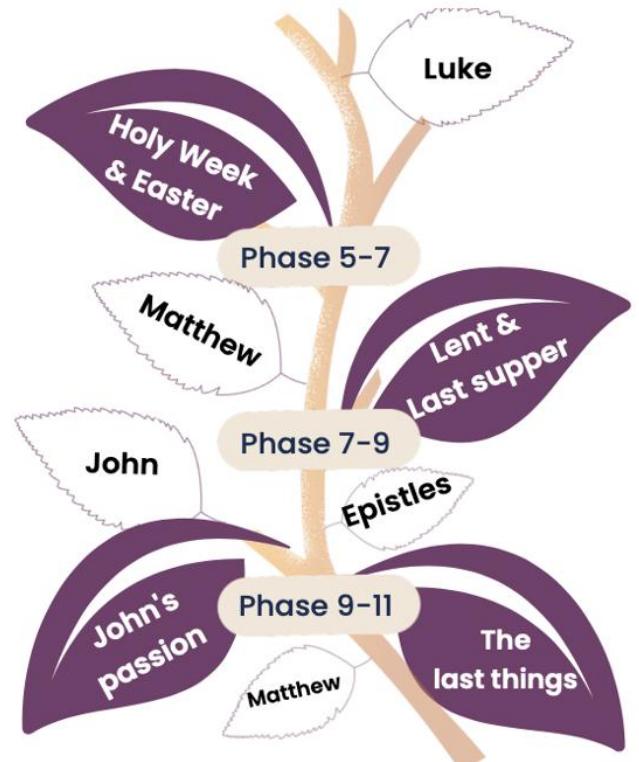 Luke
Holy Week
& Easter
Phase 5-7
Matthew
Lent &
Last supper
Phase 7-9
John
Epistles
Phase 9-11
John's
passion
The
last things
Matthew